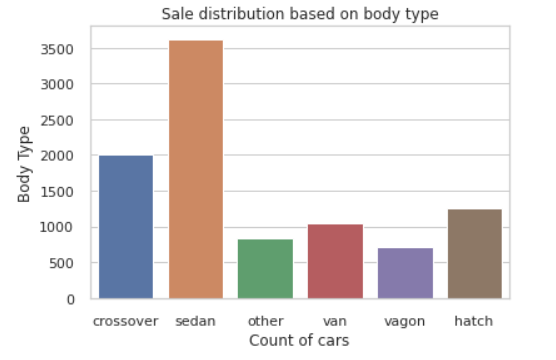 Sale distribution based on body type
Body Type
3500
3000
2500
2000
1500
1000
500
0
crossover sedan other van vagon hatch
Count of cars